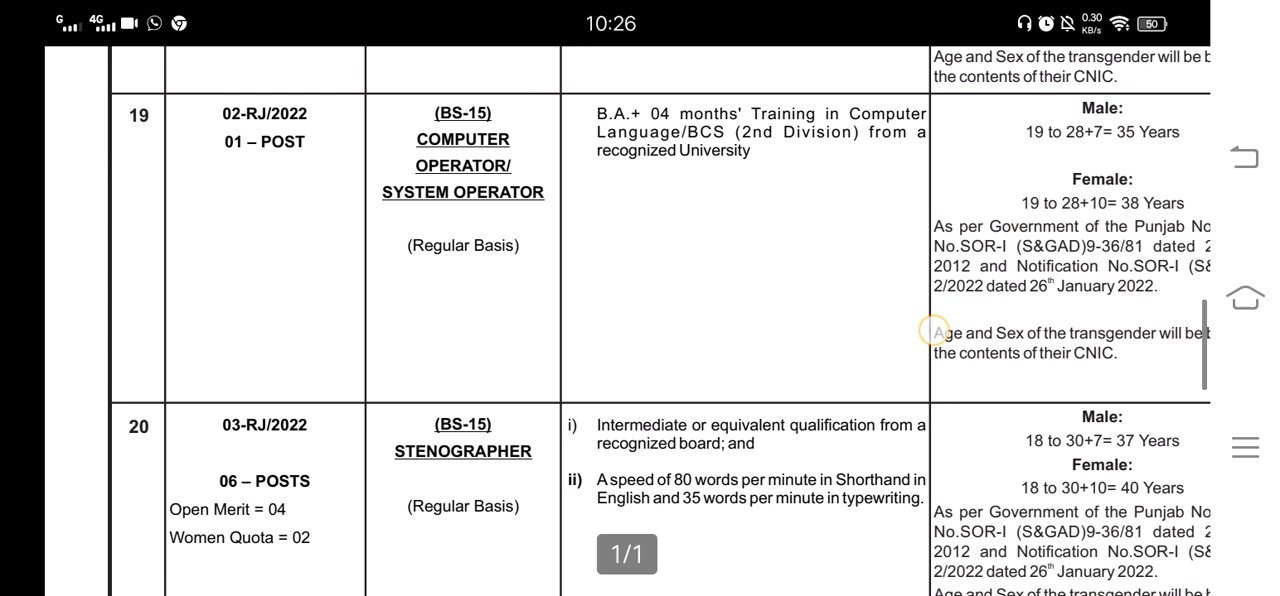 G 4G 10:26 0.30 KB/s 50
Age and Sex of the transgender will be
the contents of their CNIC.
19
02-RJ/2022
01 – POST
(BS-15)
COMPUTER
OPERATOR/
SYSTEM OPERATOR
(Regular Basis)
B.A.+ 04 months' Training in Computer
Language/BCS (2nd Division) from a
recognized University
Male:
19 to 28+7= 35 Years
Female:
19 to 28+10= 38 Years
As per Government of the Punjab
No.SOR-I (S&GAD)9-36/81 dated
2012 and Notification No.SOR-I
2/2022 dated 26th January 2022.
Age and Sex of the transgender will be
the contents of their CNIC.
20
03-RJ/2022
06 – POSTS
Open Merit = 04
Women Quota = 02
(BS-15)
STENOGRAPHER
(Regular Basis)
i) Intermediate or equivalent qualification from a
recognized board; and
ii) A speed of 80 words per minute in Shorthand in
English and 35 words per minute in typewriting.
Male:
18 to 30+7= 37 Years
Female:
18 to 30+10= 40 Years
As per Government of the Punjab
No.SOR-I (S&GAD)9-36/81 dated
2012 and Notification No.SOR-I
2/2022 dated 26th January 2022.
Age and Sex of the transgender will be
1/1